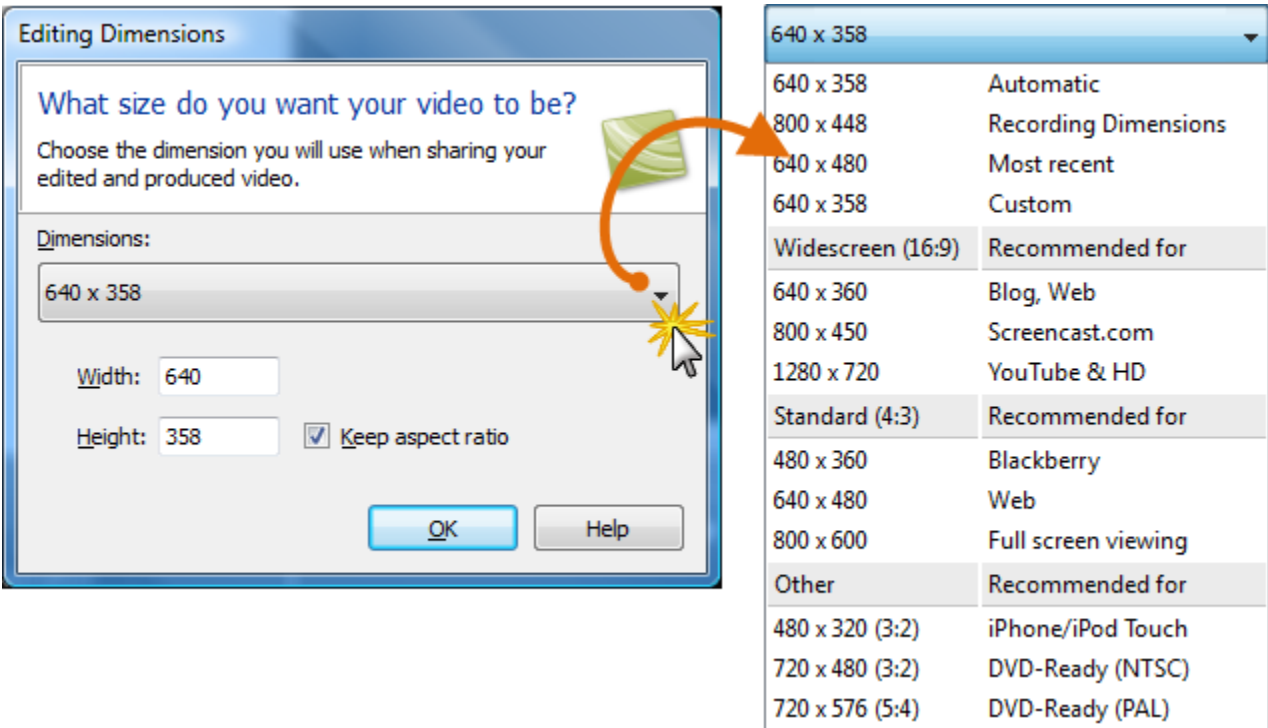 Editing Dimensions
What size do you want your video to be?
Choose the dimension you will use when sharing your
edited and produced video.
Dimensions:
640 x 358
Width: 640
Height: 358 Keep aspect ratio
OK Help
640 x 358
640 x 358 Automatic
800 x 448 Recording Dimensions
640 x 480 Most recent
640 x 358 Custom
Widescreen (16:9) Recommended for
640 x 360 Blog, Web
800 x 450 Screencast.com
1280 x 720 YouTube & HD
Standard (4:3) Recommended for
480 x 360 Blackberry
640 x 480 Web
800 x 600 Full screen viewing
Other Recommended for
480 x 320 (3:2) iPhone/iPod Touch
720 x 480 (3:2) DVD-Ready (NTSC)
720 x 576 (5:4) DVD-Ready (PAL)